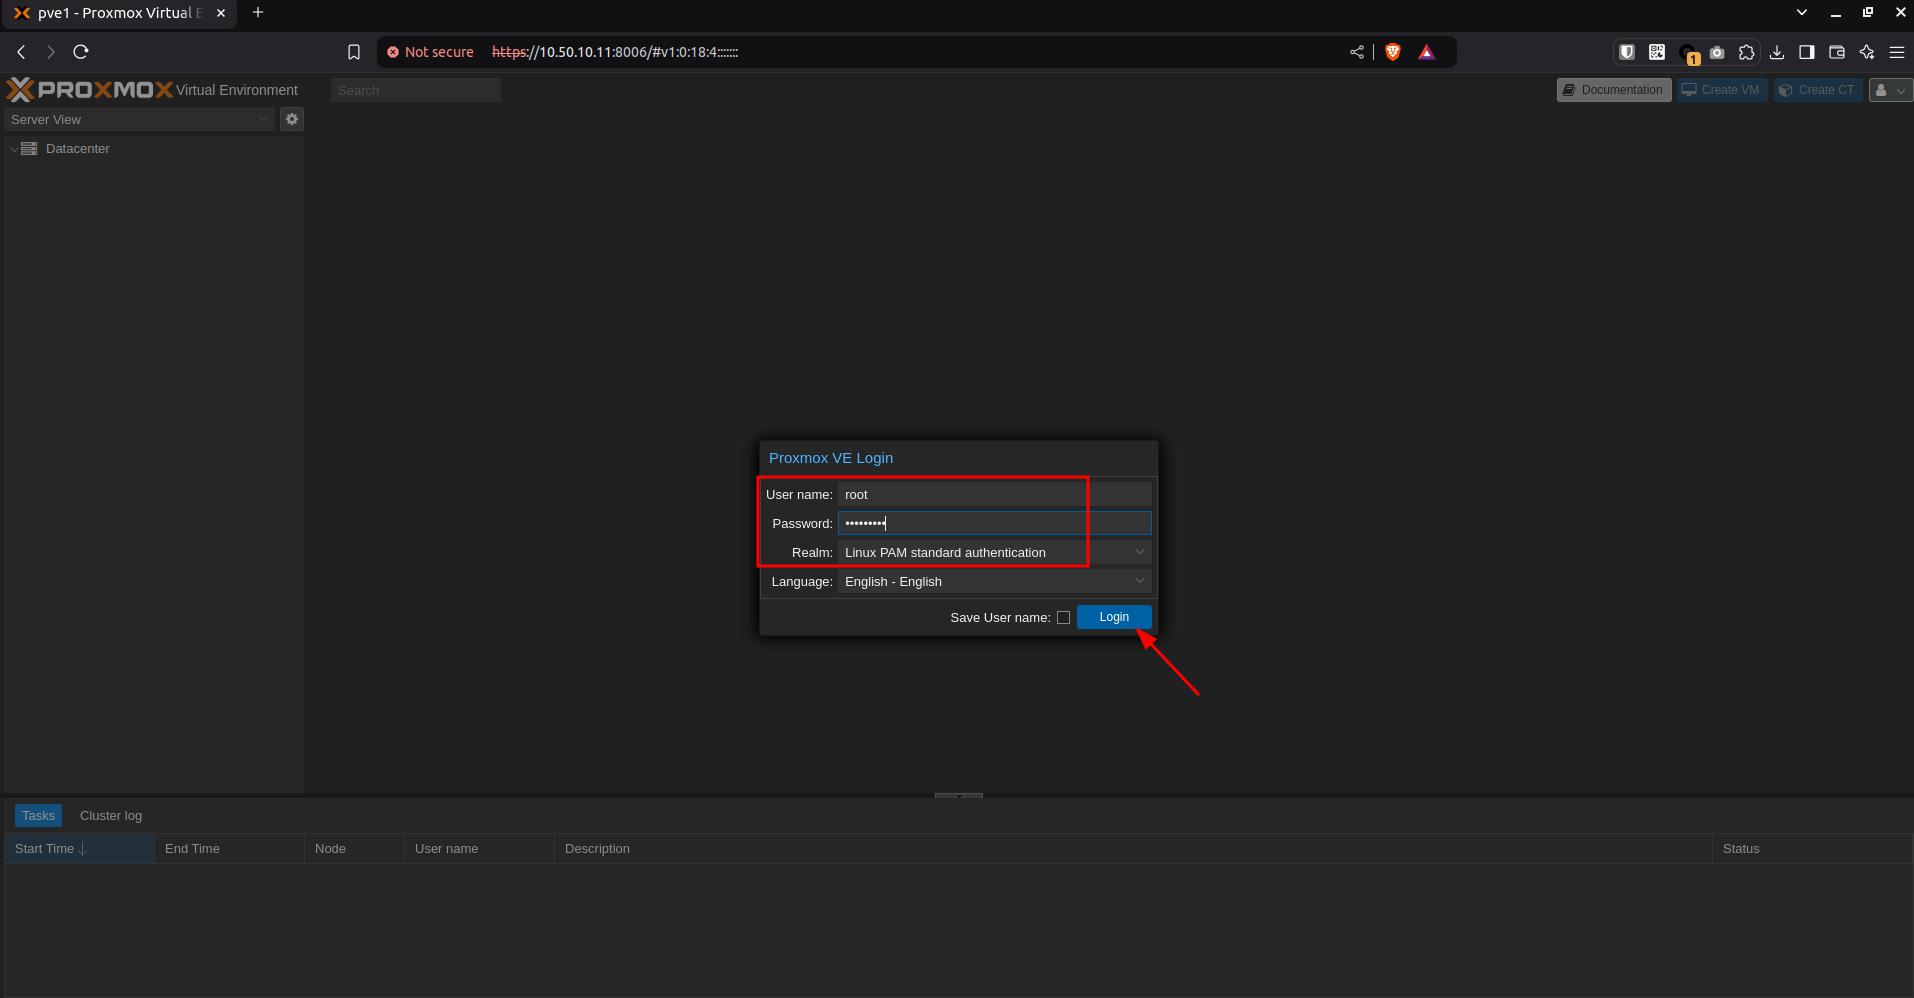 pve1 - Proxmox Virtual E
Not secure https://10.50.10.11:8006/#v1:0:18:4:::::::
1
PROXMOX Virtual Environment Search Documentation Create VM Create CT
Server View
Datacenter
Proxmox VE Login
User name: root
Password: •••••••••
Realm: Linux PAM standard authentication
Language: English - English
Save User name: Login
Tasks Cluster log
Start Time End Time Node User name Description Status